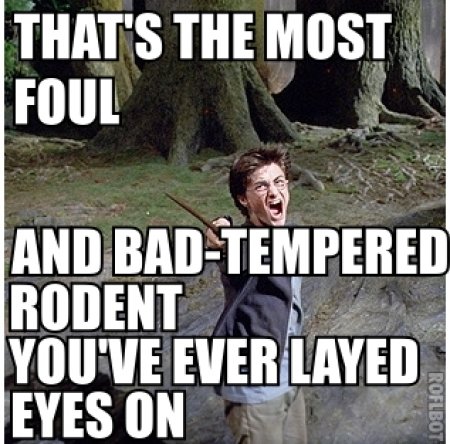 THAT'S THE MOST
FOUL
AND BAD-TEMPERED
RODENT
YOU'VE EVER LAYED
EYES ON
ROFLBOT